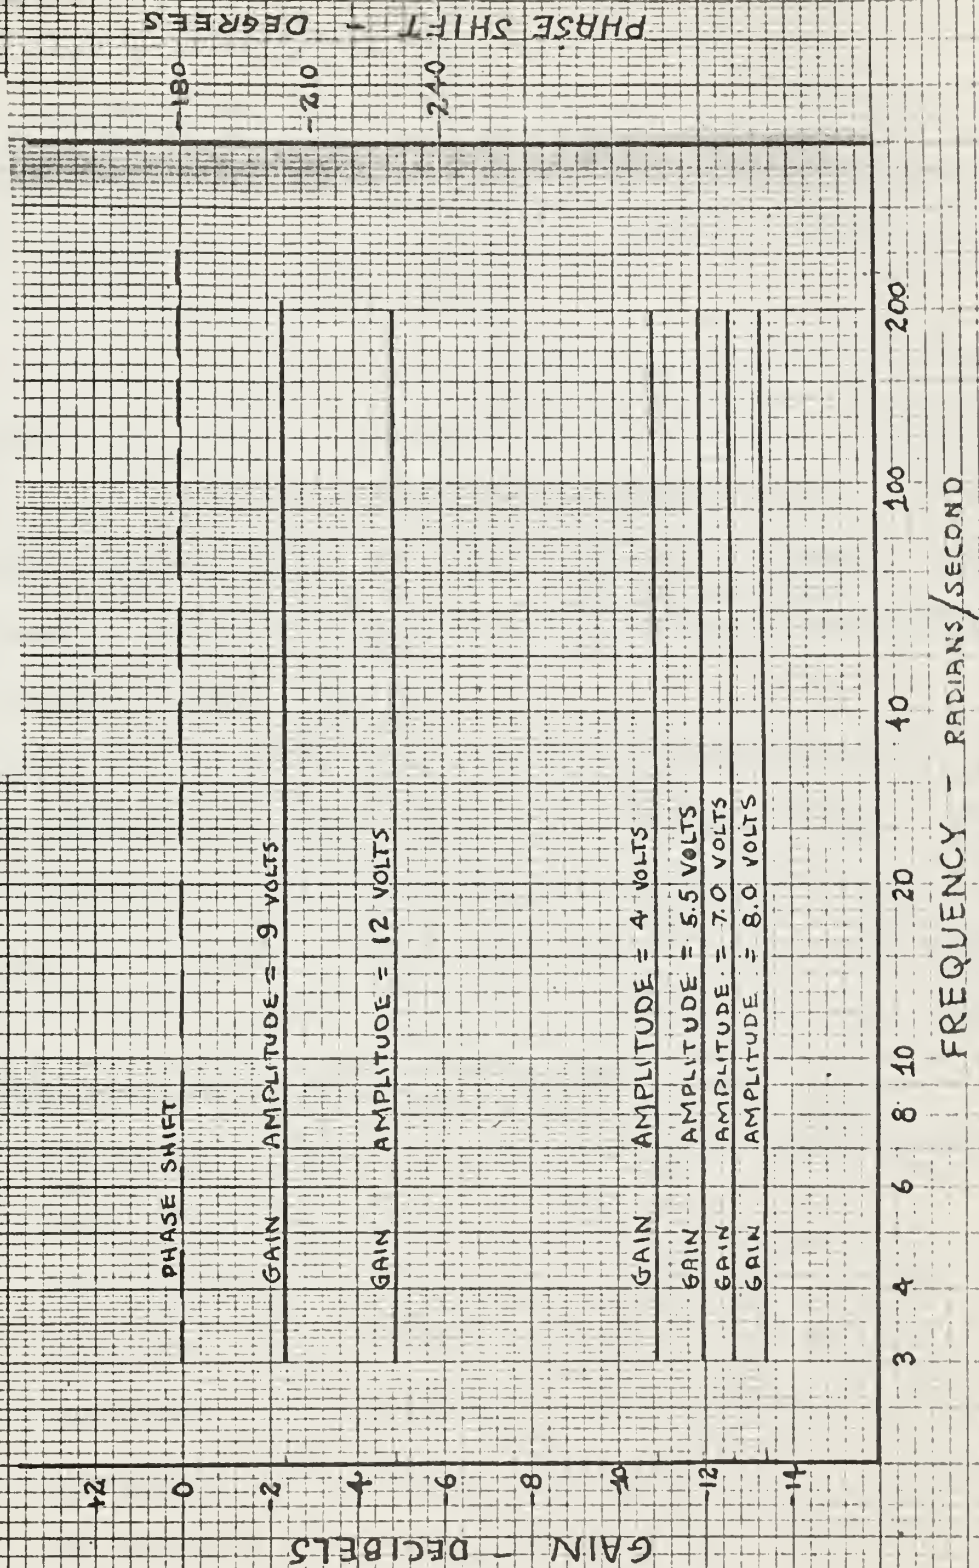 GAIN – DECIBELS
+2
0
-2
-4
-6
-8
-10
-12
-14
PHASE SHIFT
GAIN AMPLITUDE = 9 VOLTS
GAIN AMPLITUDE = 12 VOLTS
GAIN AMPLITUDE = 4 VOLTS
GAIN AMPLITUDE = 5.5 VOLTS
GAIN AMPLITUDE = 7.0 VOLTS
GAIN AMPLITUDE = 8.0 VOLTS
3 4 6 8 10 20 40 100 200
FREQUENCY – RADIANS/SECOND
-180
-210
-240
PHASE SHIFT – DEGREES